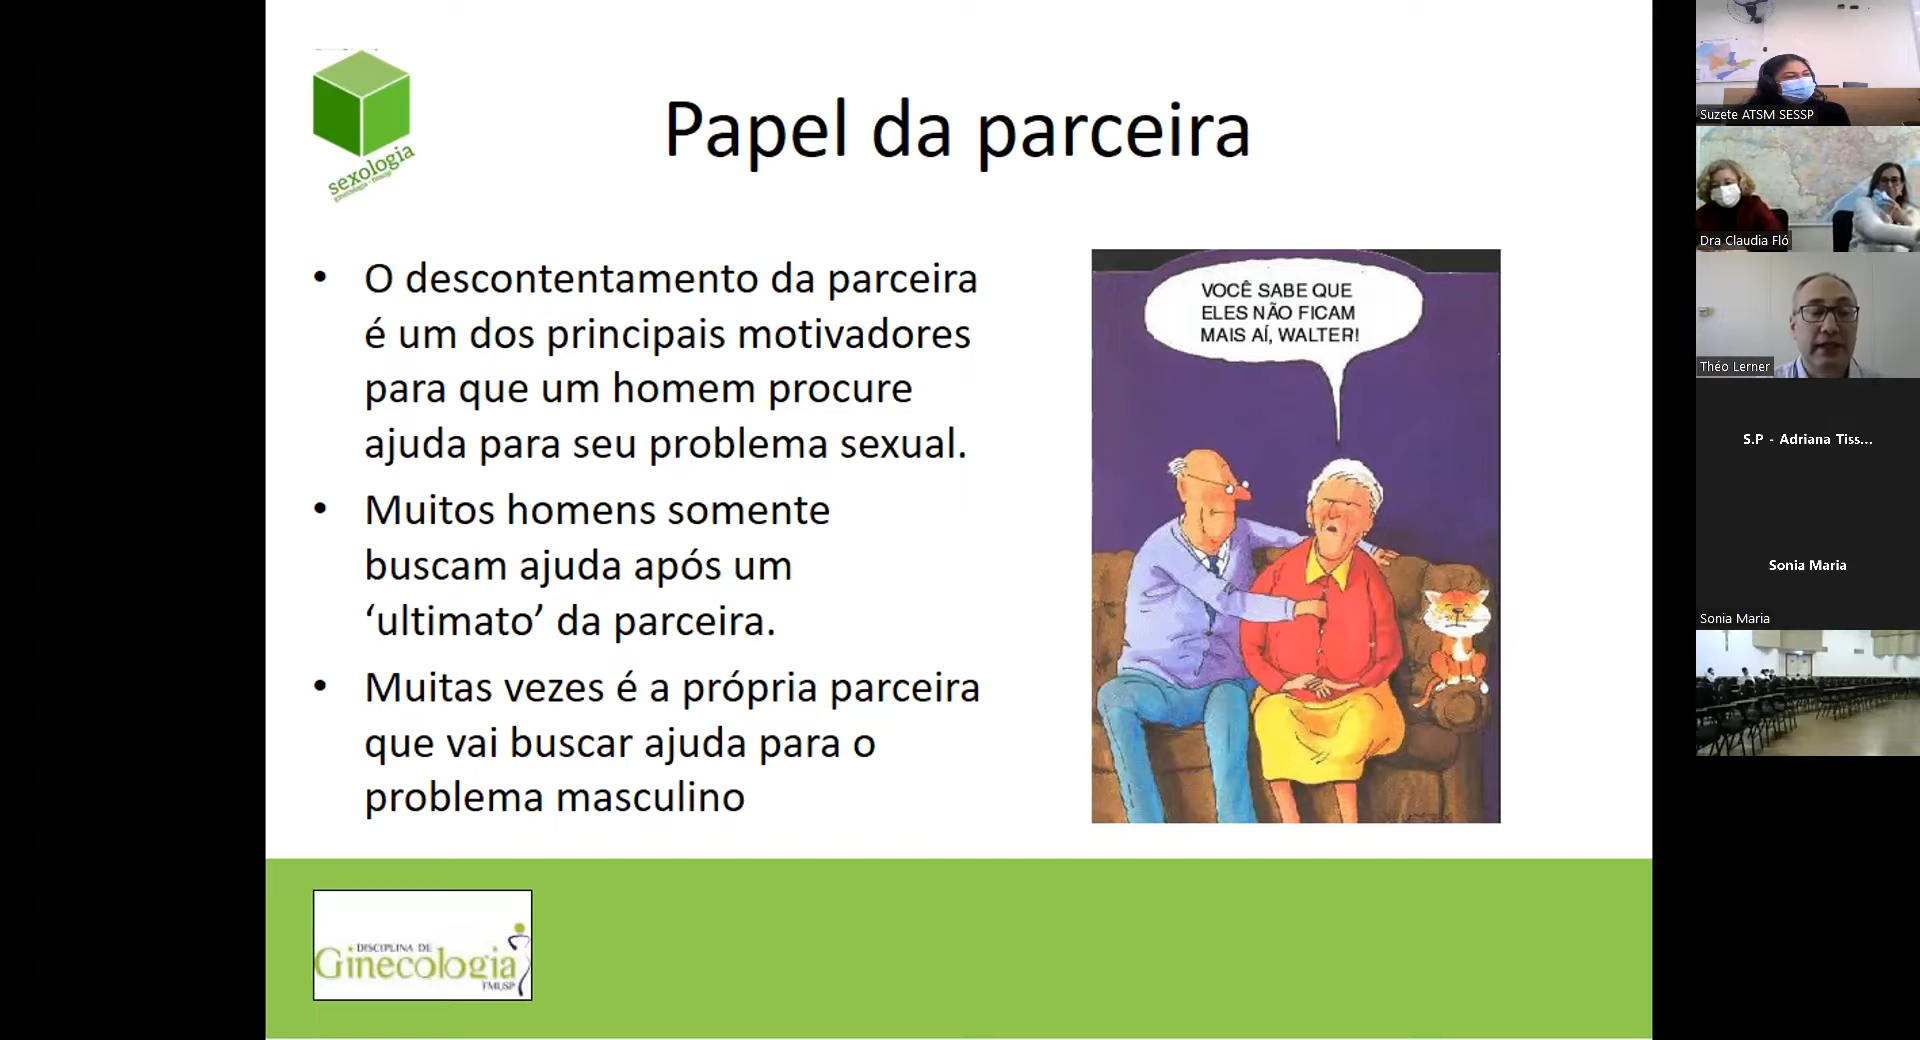 sexologia
Papel da parceira
• O descontentamento da parceira
é um dos principais motivadores
para que um homem procure
ajuda para seu problema sexual.
• Muitos homens somente
buscam ajuda após um
‘ultimato’ da parceira.
• Muitas vezes é a própria parceira
que vai buscar ajuda para o
problema masculino
VOCÊ SABE QUE
ELES NÃO FICAM
MAIS AÍ, WALTER!
DISCIPLINA DE
Ginecologia
FMUSP
Suzete ATSM SESSP
Dra Claudia Fló
Théo Lerner
S.P - Adriana Tiss...
Sonia Maria
Sonia Maria